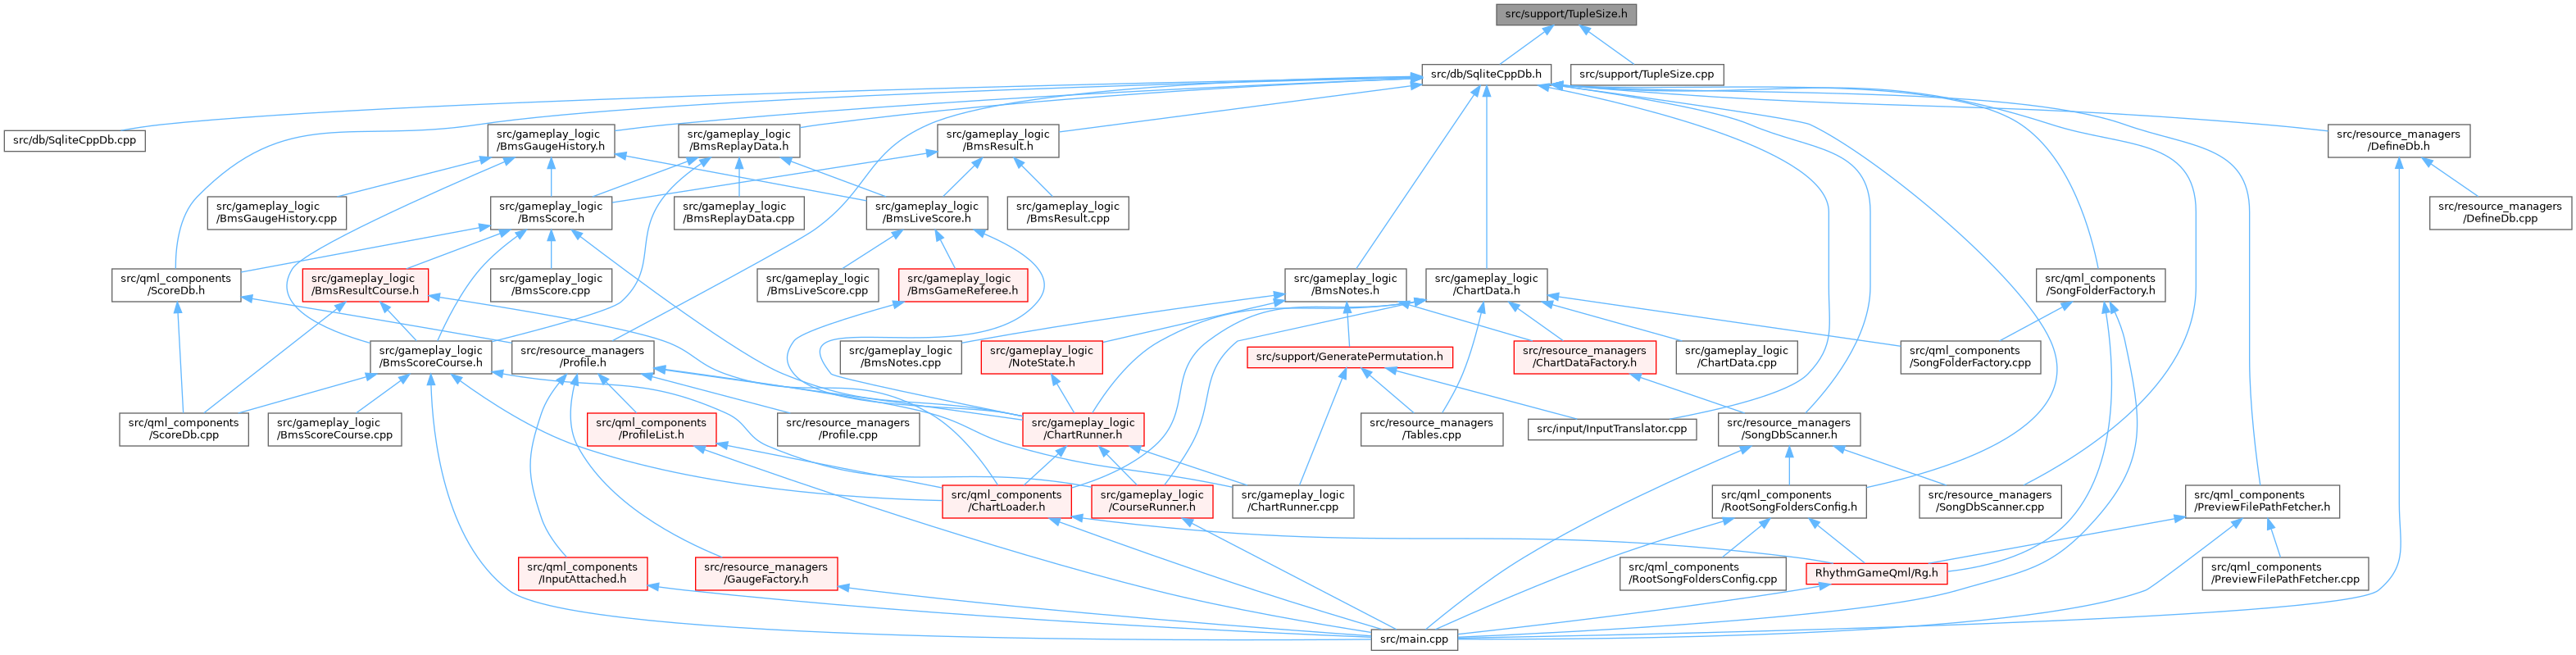 src/support/TupleSize.h
src/db/SqliteCppDb.h
src/support/TupleSize.cpp
src/db/SqliteCppDb.cpp
src/gameplay_logic
/BmsGaugeHistory.h
src/gameplay_logic
/BmsReplayData.h
src/gameplay_logic
/BmsResult.h
src/resource_managers
/DefineDb.h
src/gameplay_logic
/BmsGaugeHistory.cpp
src/gameplay_logic
/BmsScore.h
src/gameplay_logic
/BmsReplayData.cpp
src/gameplay_logic
/BmsLiveScore.h
src/gameplay_logic
/BmsResult.cpp
src/resource_managers
/DefineDb.cpp
src/qml_components
/ScoreDb.h
src/gameplay_logic
/BmsResultCourse.h
src/gameplay_logic
/BmsScore.cpp
src/gameplay_logic
/BmsLiveScore.cpp
src/gameplay_logic
/BmsGameReferee.h
src/gameplay_logic
/BmsNotes.h
src/gameplay_logic
/ChartData.h
src/qml_components
/SongFolderFactory.h
src/gameplay_logic
/BmsScoreCourse.h
src/resource_managers
/Profile.h
src/gameplay_logic
/BmsNotes.cpp
src/gameplay_logic
/NoteState.h
src/support/GeneratePermutation.h
src/resource_managers
/ChartDataFactory.h
src/gameplay_logic
/ChartData.cpp
src/qml_components
/SongFolderFactory.cpp
src/qml_components
/ScoreDb.cpp
src/gameplay_logic
/BmsScoreCourse.cpp
src/qml_components
/ProfileList.h
src/resource_managers
/Profile.cpp
src/gameplay_logic
/ChartRunner.h
src/resource_managers
/Tables.cpp
src/input/InputTranslator.cpp
src/resource_managers
/SongDbScanner.h
src/qml_components
/ChartLoader.h
src/gameplay_logic
/CourseRunner.h
src/gameplay_logic
/ChartRunner.cpp
src/qml_components
/RootSongFoldersConfig.h
src/resource_managers
/SongDbScanner.cpp
src/qml_components
/PreviewFilePathFetcher.h
src/qml_components
/InputAttached.h
src/resource_managers
/GaugeFactory.h
src/qml_components
/RootSongFoldersConfig.cpp
RhythmGameQml/Rg.h
src/qml_components
/PreviewFilePathFetcher.cpp
src/main.cpp